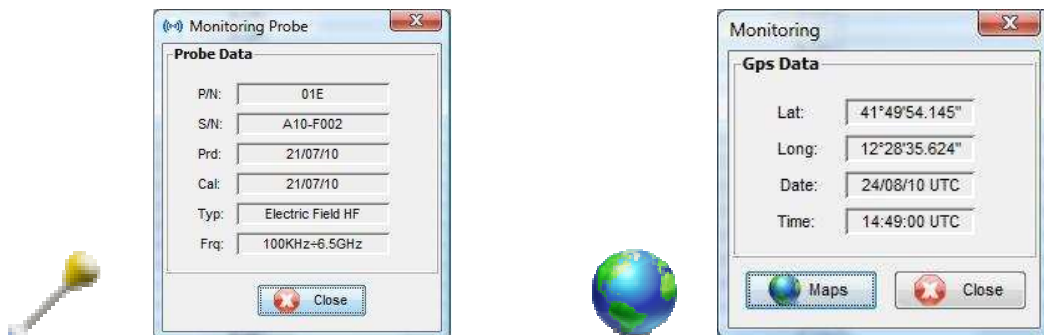 Monitoring Probe
Probe Data
P/N: 01E
S/N: A10-F002
Prd: 21/07/10
Cal: 21/07/10
Typ: Electric Field HF
Frq: 100KHz÷6.5GHz
Close
Monitoring
Gps Data
Lat: 41°49'54.145"
Long: 12°28'35.624"
Date: 24/08/10 UTC
Time: 14:49:00 UTC
Maps Close